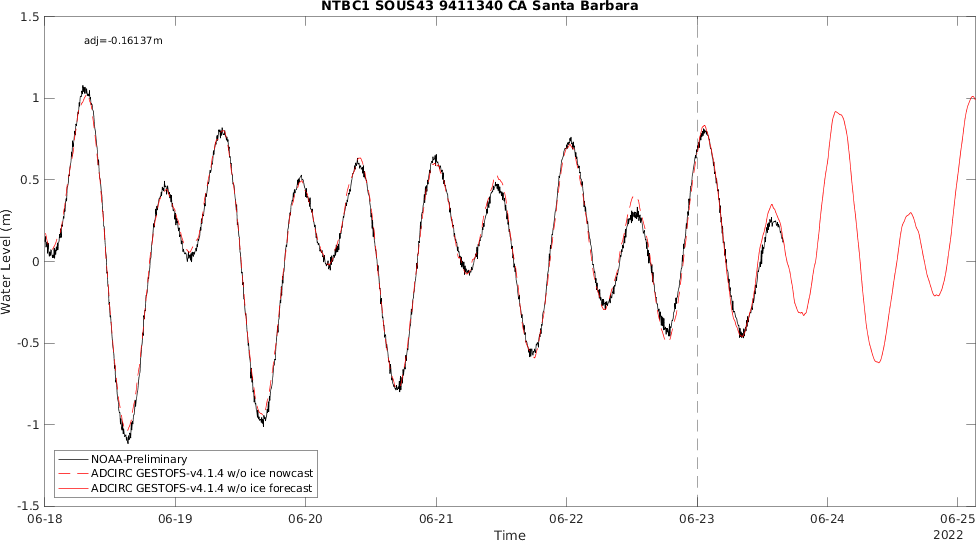 NTBC1 SOUS43 9411340 CA Santa Barbara
1.5
adj=-0.16137m
1
0.5
0
-0.5
-1
-1.5
Water Level (m)
NOAA-Preliminary
ADCIRC GESTOFS-v4.1.4 w/o ice nowcast
ADCIRC GESTOFS-v4.1.4 w/o ice forecast
06-18 06-19 06-20 06-21 06-22 06-23 06-24 06-25
Time
2022